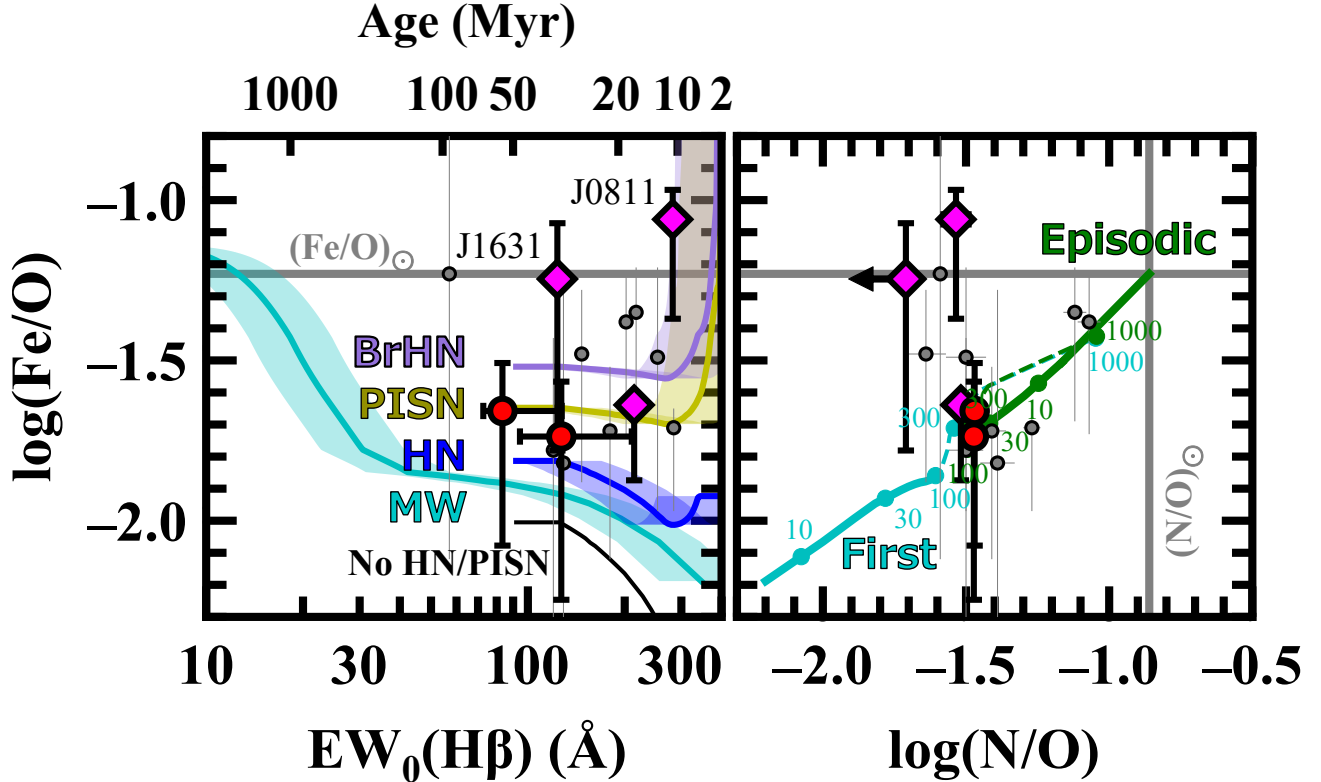 Age (Myr)
1000 100 50 20 10 2
log(Fe/O)
−1.0
−1.5
−2.0
(Fe/O)⊙
J1631
J0811
BrHN
PISN
HN
MW
No HN/PISN
10 30 100 300
EW₀(Hβ) (Å)
Episodic
1000
1000
10
30
100
300
300
100
30
10
First
(N/O)⊙
−2.0 −1.5 −1.0 −0.5
log(N/O)